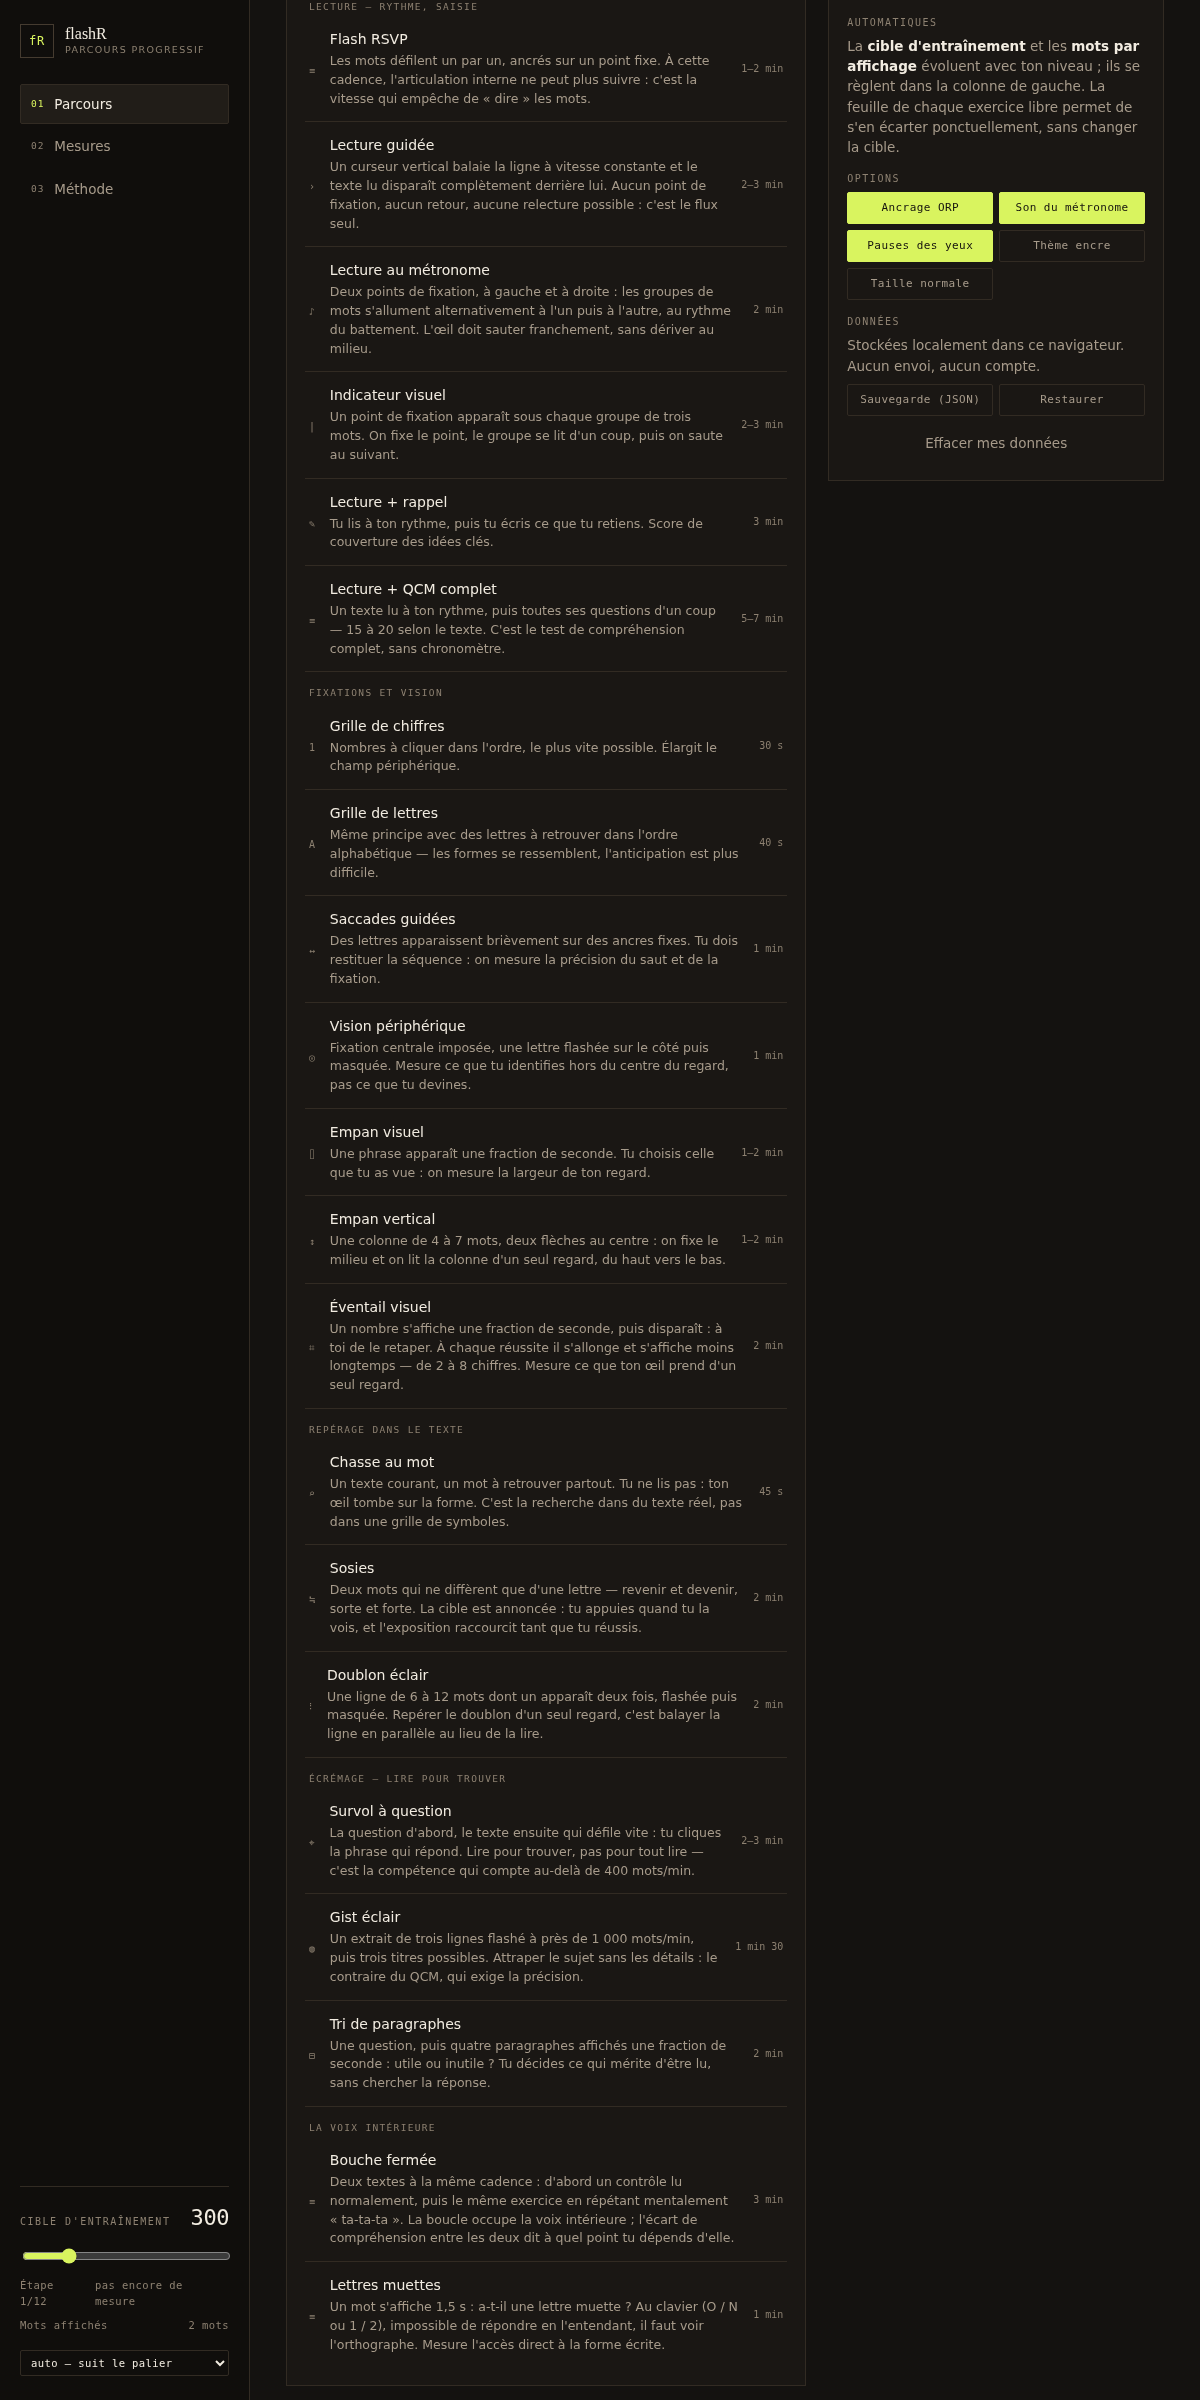 fR
flashR
PARCOURS PROGRESSIF
01 Parcours
02 Mesures
03 Méthode
CIBLE D'ENTRAÎNEMENT 300
Étape 1/12
pas encore de mesure
Mots affichés 2 mots
auto — suit le palier
LECTURE — RYTHME, SAISIE
Flash RSVP
Les mots défilent un par un, ancrés sur un point fixe. À cette
cadence, l'articulation interne ne peut plus suivre : c'est la
vitesse qui empêche de « dire » les mots.
1–2 min
Lecture guidée
Un curseur vertical balaie la ligne à vitesse constante et le
texte lu disparaît complètement derrière lui. Aucun point de
fixation, aucun retour, aucune relecture possible : c'est le flux
seul.
2–3 min
Lecture au métronome
Deux points de fixation, à gauche et à droite : les groupes de
mots s'allument alternativement à l'un puis à l'autre, au rythme
du battement. L'œil doit sauter franchement, sans dériver au
milieu.
2 min
Indicateur visuel
Un point de fixation apparaît sous chaque groupe de trois
mots. On fixe le point, le groupe se lit d'un coup, puis on saute
au suivant.
2–3 min
Lecture + rappel
Tu lis à ton rythme, puis tu écris ce que tu retiens. Score de
couverture des idées clés.
3 min
Lecture + QCM complet
Un texte lu à ton rythme, puis toutes ses questions d'un coup
— 15 à 20 selon le texte. C'est le test de compréhension
complet, sans chronomètre.
5–7 min
FIXATIONS ET VISION
1
Grille de chiffres
Nombres à cliquer dans l'ordre, le plus vite possible. Élargit le
champ périphérique.
30 s
A
Grille de lettres
Même principe avec des lettres à retrouver dans l'ordre
alphabétique — les formes se ressemblent, l'anticipation est plus
difficile.
40 s
Saccades guidées
Des lettres apparaissent brièvement sur des ancres fixes. Tu dois
restituer la séquence : on mesure la précision du saut et de la
fixation.
1 min
Vision périphérique
Fixation centrale imposée, une lettre flashée sur le côté puis
masquée. Mesure ce que tu identifies hors du centre du regard,
pas ce que tu devines.
1 min
Empan visuel
Une phrase apparaît une fraction de seconde. Tu choisis celle
que tu as vue : on mesure la largeur de ton regard.
1–2 min
Empan vertical
Une colonne de 4 à 7 mots, deux flèches au centre : on fixe le
milieu et on lit la colonne d'un seul regard, du haut vers le bas.
1–2 min
Éventail visuel
Un nombre s'affiche une fraction de seconde, puis disparaît : à
toi de le retaper. À chaque réussite il s'allonge et s'affiche moins
longtemps — de 2 à 8 chiffres. Mesure ce que ton œil prend d'un
seul regard.
2 min
REPÉRAGE DANS LE TEXTE
Chasse au mot
Un texte courant, un mot à retrouver partout. Tu ne lis pas : ton
œil tombe sur la forme. C'est la recherche dans du texte réel, pas
dans une grille de symboles.
45 s
Sosies
Deux mots qui ne diffèrent que d'une lettre — revenir et devenir,
sorte et forte. La cible est annoncée : tu appuies quand tu la
vois, et l'exposition raccourcit tant que tu réussis.
2 min
Doublon éclair
Une ligne de 6 à 12 mots dont un apparaît deux fois, flashée puis
masquée. Repérer le doublon d'un seul regard, c'est balayer la
ligne en parallèle au lieu de la lire.
2 min
ÉCRÉMAGE — LIRE POUR TROUVER
Survol à question
La question d'abord, le texte ensuite qui défile vite : tu cliques
la phrase qui répond. Lire pour trouver, pas pour tout lire —
c'est la compétence qui compte au-delà de 400 mots/min.
2–3 min
Gist éclair
Un extrait de trois lignes flashé à près de 1 000 mots/min,
puis trois titres possibles. Attraper le sujet sans les détails : le
contraire du QCM, qui exige la précision.
1 min 30
Tri de paragraphes
Une question, puis quatre paragraphes affichés une fraction de
seconde : utile ou inutile ? Tu décides ce qui mérite d'être lu,
sans chercher la réponse.
2 min
LA VOIX INTÉRIEURE
Bouche fermée
Deux textes à la même cadence : d'abord un contrôle lu
normalement, puis le même exercice en répétant mentalement
« ta-ta-ta ». La boucle occupe la voix intérieure ; l'écart de
compréhension entre les deux dit à quel point tu dépends d'elle.
3 min
Lettres muettes
Un mot s'affiche 1,5 s : a-t-il une lettre muette ? Au clavier (O / N
ou 1 / 2), impossible de répondre en l'entendant, il faut voir
l'orthographe. Mesure l'accès direct à la forme écrite.
1 min
AUTOMATIQUES
La cible d'entraînement et les mots par
affichage évoluent avec ton niveau ; ils se
règlent dans la colonne de gauche. La
feuille de chaque exercice libre permet de
s'en écarter ponctuellement, sans changer
la cible.
OPTIONS
Ancrage ORP
Son du métronome
Pauses des yeux
Thème encre
Taille normale
DONNÉES
Stockées localement dans ce navigateur.
Aucun envoi, aucun compte.
Sauvegarde (JSON)
Restaurer
Effacer mes données